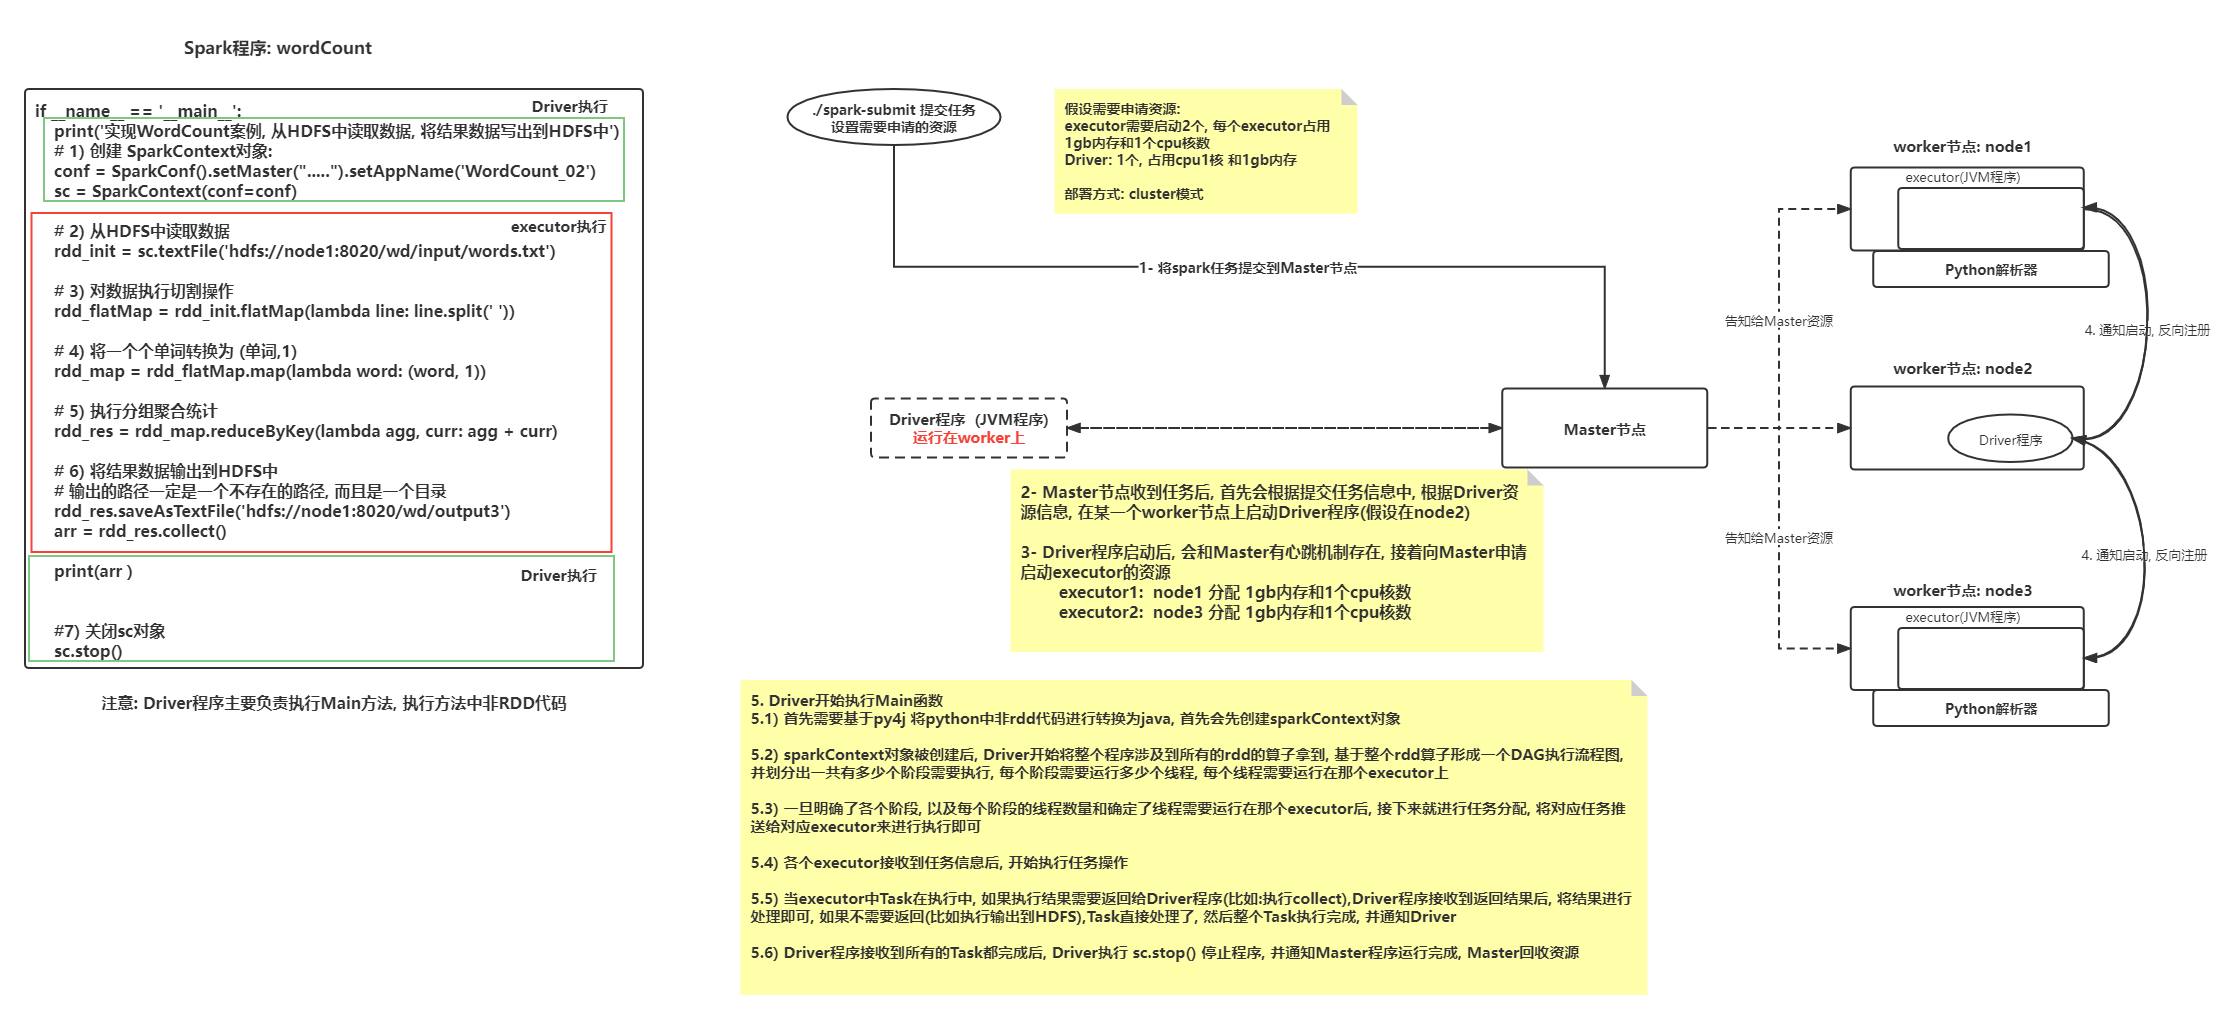 Spark程序: wordCount
if __name__ == '__main__':
Driver执行
print('实现WordCount案例, 从HDFS中读取数据, 将结果数据写出到HDFS中')
# 1) 创建 SparkContext对象:
conf = SparkConf().setMaster(".....").setAppName('WordCount_02')
sc = SparkContext(conf=conf)
executor执行
# 2) 从HDFS中读取数据
rdd_init = sc.textFile('hdfs://node1:8020/wd/input/words.txt')
# 3) 对数据执行切割操作
rdd_flatMap = rdd_init.flatMap(lambda line: line.split(' '))
# 4) 将一个个单词转换为 (单词,1)
rdd_map = rdd_flatMap.map(lambda word: (word, 1))
# 5) 执行分组聚合统计
rdd_res = rdd_map.reduceByKey(lambda agg, curr: agg + curr)
# 6) 将结果数据输出到HDFS中
# 输出的路径一定是一个不存在的路径, 而且是一个目录
rdd_res.saveAsTextFile('hdfs://node1:8020/wd/output3')
arr = rdd_res.collect()
print(arr )
Driver执行
#7) 关闭sc对象
sc.stop()
注意: Driver程序主要负责执行Main方法, 执行方法中非RDD代码
./spark-submit 提交任务
设置需要申请的资源
假设需要申请资源:
executor需要启动2个, 每个executor占用
1gb内存和1个cpu核数
Driver: 1个, 占用cpu1核 和1gb内存
部署方式: cluster模式
1- 将spark任务提交到Master节点
Driver程序 (JVM程序)
运行在worker上
Master节点
2- Master节点收到任务后, 首先会根据提交任务信息中, 根据Driver资
源信息, 在某一个worker节点上启动Driver程序(假设在node2)
3- Driver程序启动后, 会和Master有心跳机制存在, 接着向Master申请
启动executor的资源
executor1: node1 分配 1gb内存和1个cpu核数
executor2: node3 分配 1gb内存和1个cpu核数
5. Driver开始执行Main函数
5.1) 首先需要基于py4j 将python中非rdd代码进行转换为java, 首先会先创建sparkContext对象
5.2) sparkContext对象被创建后, Driver开始将整个程序涉及到所有的rdd的算子拿到, 基于整个rdd算子形成一个DAG执行流程图,
并划分出一共有多少个阶段需要执行, 每个阶段需要运行多少个线程, 每个线程需要运行在那个executor上
5.3) 一旦明确了各个阶段, 以及每个阶段的线程数量和确定了线程需要运行在那个executor后, 接下来就进行任务分配, 将对应任务推
送给对应executor来进行执行即可
5.4) 各个executor接收到任务信息后, 开始执行任务操作
5.5) 当executor中Task在执行中, 如果执行结果需要返回给Driver程序(比如:执行collect),Driver程序接收到返回结果后, 将结果进行
处理即可, 如果不需要返回(比如执行输出到HDFS),Task直接处理了, 然后整个Task执行完成, 并通知Driver
5.6) Driver程序接收到所有的Task都完成后, Driver执行 sc.stop() 停止程序, 并通知Master程序运行完成, Master回收资源
worker节点: node1
executor(JVM程序)
Python解析器
告知给Master资源
4. 通知启动, 反向注册
worker节点: node2
Driver程序
告知给Master资源
4. 通知启动, 反向注册
worker节点: node3
executor(JVM程序)
Python解析器